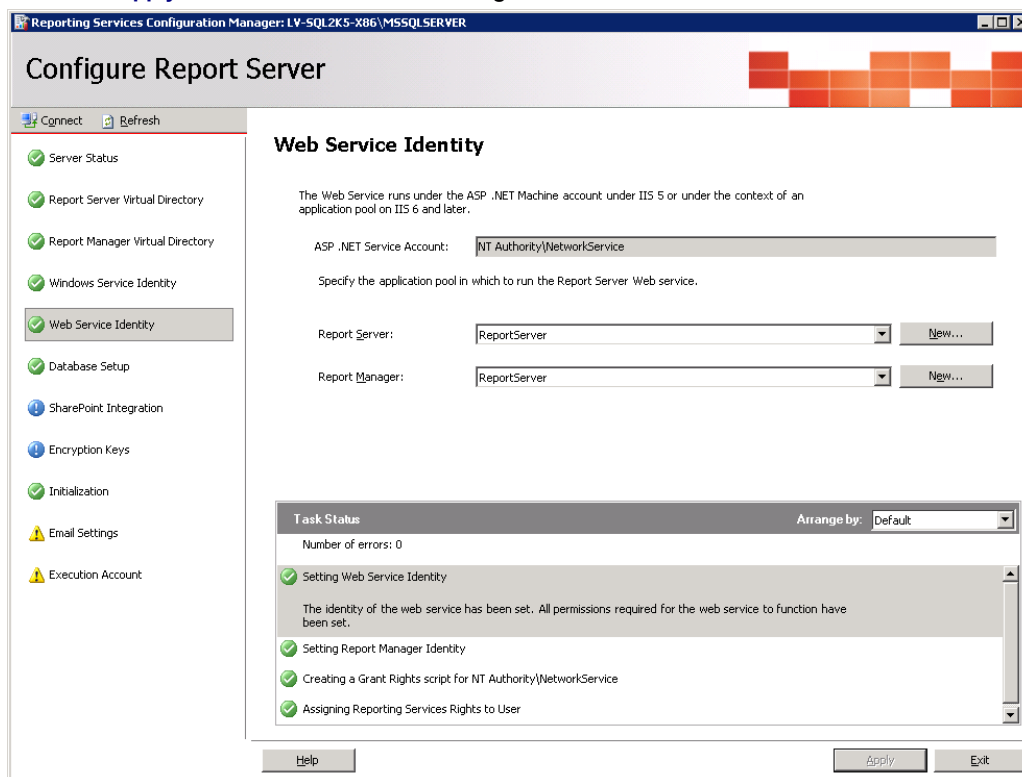 Reporting Services Configuration Manager: LV-SQL2K5-X86\MSSQLSERVER
Configure Report Server
Connect Refresh
Server Status
Report Server Virtual Directory
Report Manager Virtual Directory
Windows Service Identity
Web Service Identity
Database Setup
SharePoint Integration
Encryption Keys
Initialization
Email Settings
Execution Account
Web Service Identity
The Web Service runs under the ASP .NET Machine account under IIS 5 or under the context of an
application pool on IIS 6 and later.
ASP .NET Service Account: NT Authority\NetworkService
Specify the application pool in which to run the Report Server Web service.
Report Server: ReportServer New...
Report Manager: ReportServer New...
Task Status Arrange by: Default
Number of errors: 0
Setting Web Service Identity
The identity of the web service has been set. All permissions required for the web service to function have
been set.
Setting Report Manager Identity
Creating a Grant Rights script for NT Authority\NetworkService
Assigning Reporting Services Rights to User
Help Apply Exit